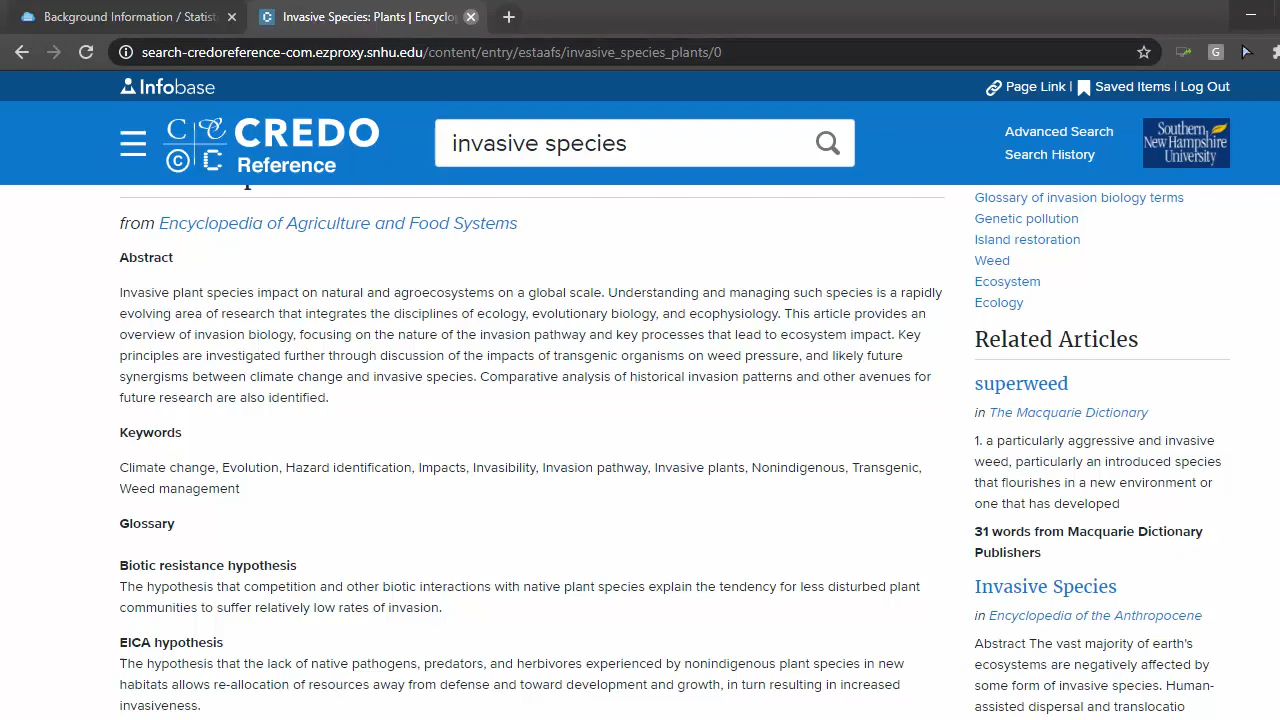 Background Information / Statist
Invasive Species: Plants | Encyclo
search-credoreference-com.ezproxy.snhu.edu/content/entry/estaafs/invasive_species_plants/0
G
Infobase
Page Link |
Saved Items | Log Out
CREDO
Reference
invasive species
Advanced Search
Search History
Southern
New Hampshire
University
from Encyclopedia of Agriculture and Food Systems
Abstract
Invasive plant species impact on natural and agroecosystems on a global scale. Understanding and managing such species is a rapidly
evolving area of research that integrates the disciplines of ecology, evolutionary biology, and ecophysiology. This article provides an
overview of invasion biology, focusing on the nature of the invasion pathway and key processes that lead to ecosystem impact. Key
principles are investigated further through discussion of the impacts of transgenic organisms on weed pressure, and likely future
synergisms between climate change and invasive species. Comparative analysis of historical invasion patterns and other avenues for
future research are also identified.
Keywords
Climate change, Evolution, Hazard identification, Impacts, Invasibility, Invasion pathway, Invasive plants, Nonindigenous, Transgenic,
Weed management
Glossary
Biotic resistance hypothesis
The hypothesis that competition and other biotic interactions with native plant species explain the tendency for less disturbed plant
communities to suffer relatively low rates of invasion.
EICA hypothesis
The hypothesis that the lack of native pathogens, predators, and herbivores experienced by nonindigenous plant species in new
habitats allows re-allocation of resources away from defense and toward development and growth, in turn resulting in increased
invasiveness.
Glossary of invasion biology terms
Genetic pollution
Island restoration
Weed
Ecosystem
Ecology
Related Articles
superweed
in The Macquarie Dictionary
1. a particularly aggressive and invasive
weed, particularly an introduced species
that flourishes in a new environment or
one that has developed
31 words from Macquarie Dictionary
Publishers
Invasive Species
in Encyclopedia of the Anthropocene
Abstract The vast majority of earth's
ecosystems are negatively affected by
some form of invasive species. Human-
assisted dispersal and translocatio